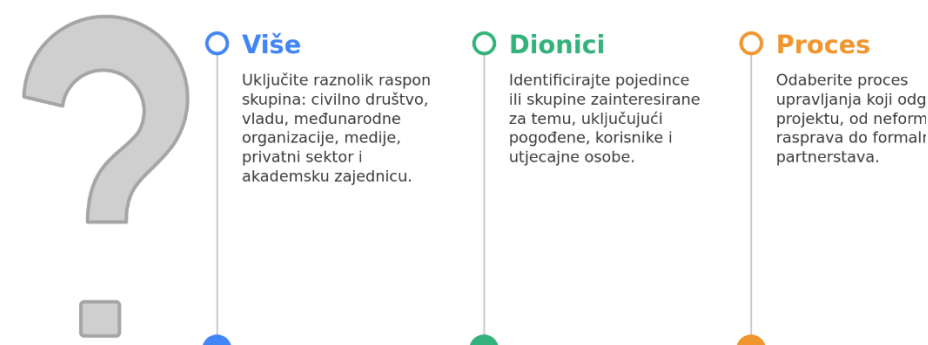 Više
Uključite raznolik raspon
skupina: civilno društvo,
vladu, međunarodne
organizacije, medije,
privatni sektor i
akademsku zajednicu.
Dionici
Identificirajte pojedince
ili skupine zainteresirane
za temu, uključujući
pogođene, korisnike i
utjecajne osobe.
Proces
Odaberite proces
upravljanja koji
projektu, od
rasprava do
partnerstava.